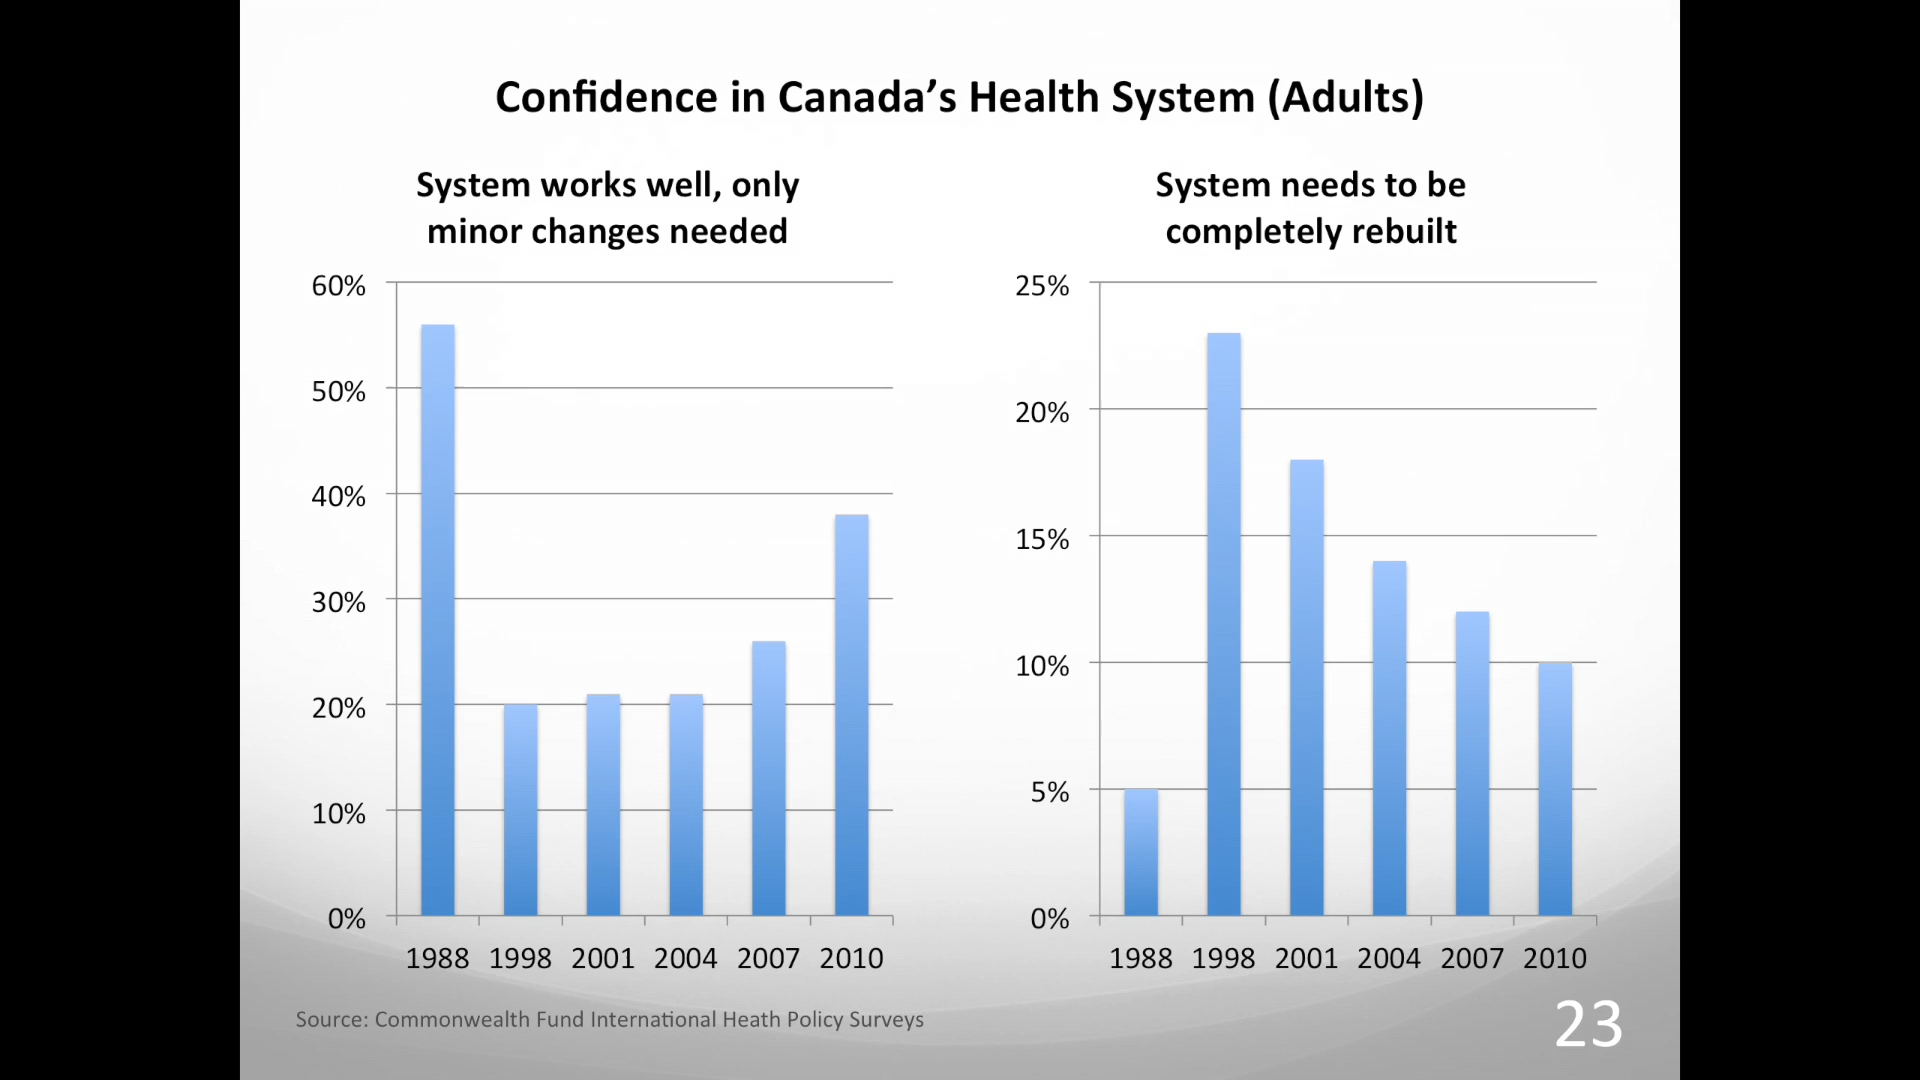 Confidence in Canada’s Health System (Adults)
System works well, only
minor changes needed
60%
50%
40%
30%
20%
10%
0%
1988 1998 2001 2004 2007 2010
System needs to be
completely rebuilt
25%
20%
15%
10%
5%
0%
1988 1998 2001 2004 2007 2010
Source: Commonwealth Fund International Heath Policy Surveys
23